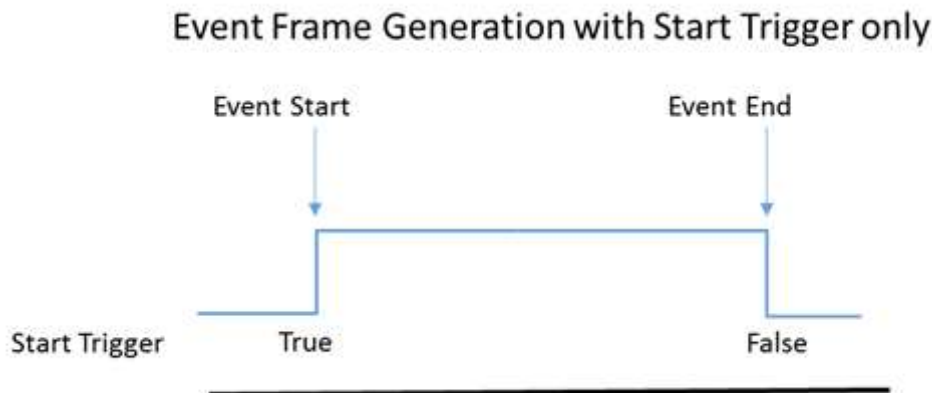 Event Frame Generation with Start Trigger only
Event Start Event End
Start Trigger True False